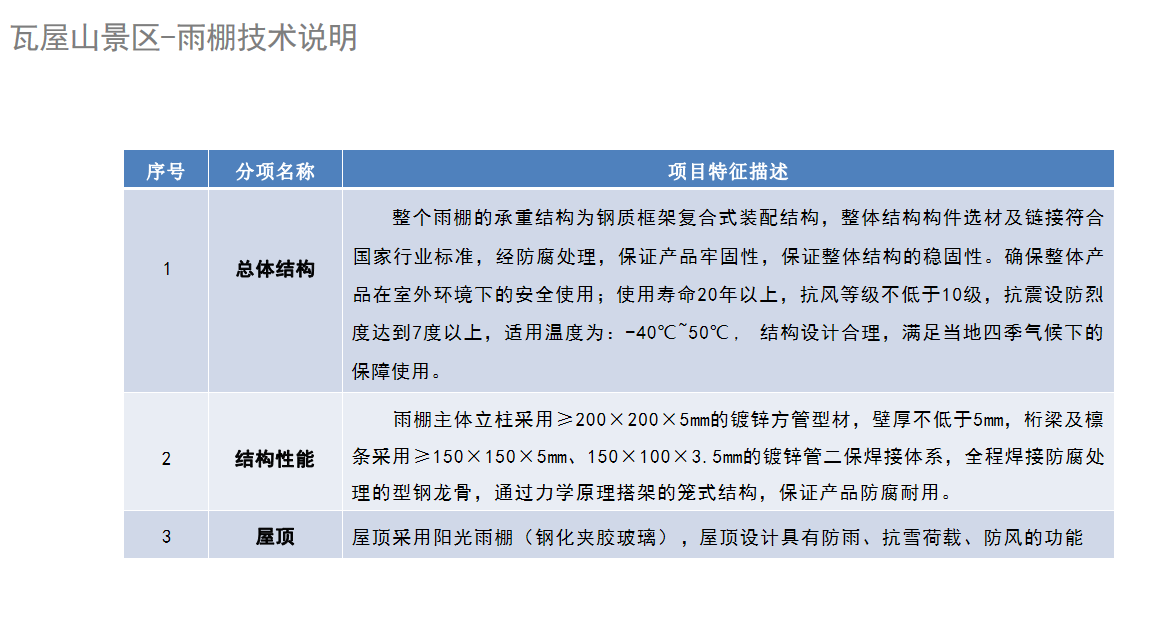 瓦屋山景区-雨棚技术说明
序号 分项名称 项目特征描述
1 总体结构
整个雨棚的承重结构为钢质框架复合式装配结构，整体结构构件选材及链接符合
国家行业标准，经防腐处理，保证产品牢固性，保证整体结构的稳固性。确保整体产
品在室外环境下的安全使用；使用寿命20年以上，抗风等级不低于10级，抗震设防烈
度达到7度以上，适用温度为：-40℃~50℃， 结构设计合理，满足当地四季气候下的
保障使用。
2 结构性能
雨棚主体立柱采用≥200×200×5mm的镀锌方管型材，壁厚不低于5mm，桁梁及檩
条采用≥150×150×5mm、150×100×3.5mm的镀锌管二保焊接体系，全程焊接防腐处
理的型钢龙骨，通过力学原理搭架的笼式结构，保证产品防腐耐用。
3 屋顶 屋顶采用阳光雨棚（钢化夹胶玻璃），屋顶设计具有防雨、抗雪荷载、防风的功能